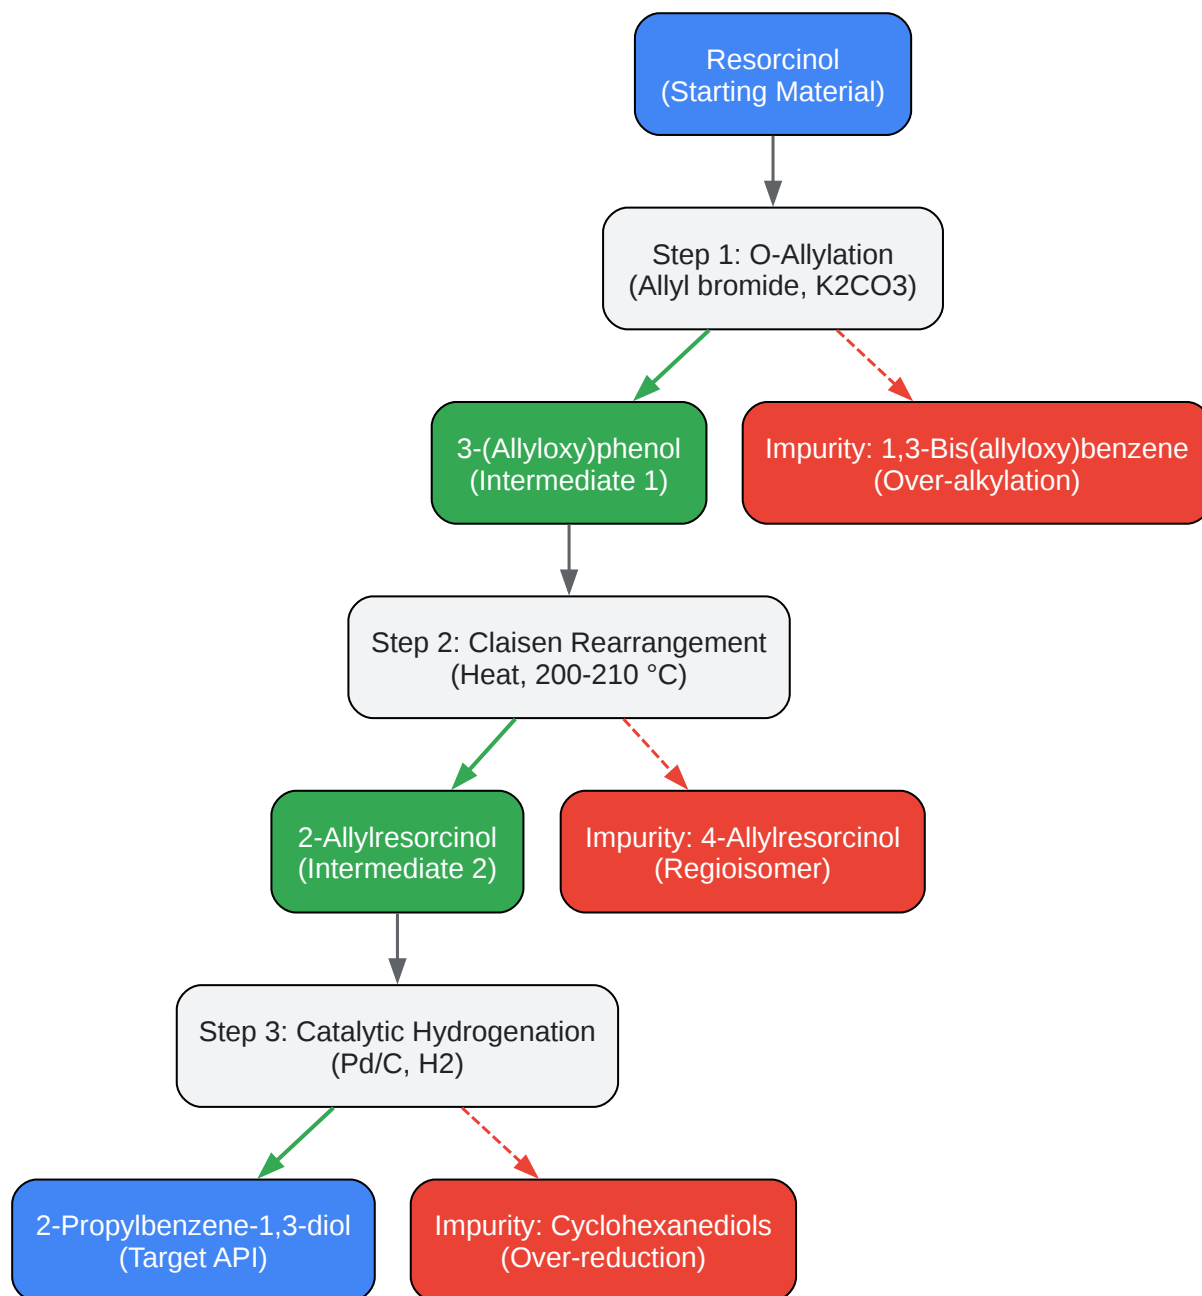 Resorcinol
(Starting Material)
Step 1: O-Allylation
(Allyl bromide, K2CO3)
3-(Allyloxy)phenol
(Intermediate 1)
Impurity: 1,3-Bis(allyloxy)benzene
(Over-alkylation)
Step 2: Claisen Rearrangement
(Heat, 200-210 °C)
2-Allylresorcinol
(Intermediate 2)
Impurity: 4-Allylresorcinol
(Regioisomer)
Step 3: Catalytic Hydrogenation
(Pd/C, H2)
2-Propylbenzene-1,3-diol
(Target API)
Impurity: Cyclohexanediols
(Over-reduction)